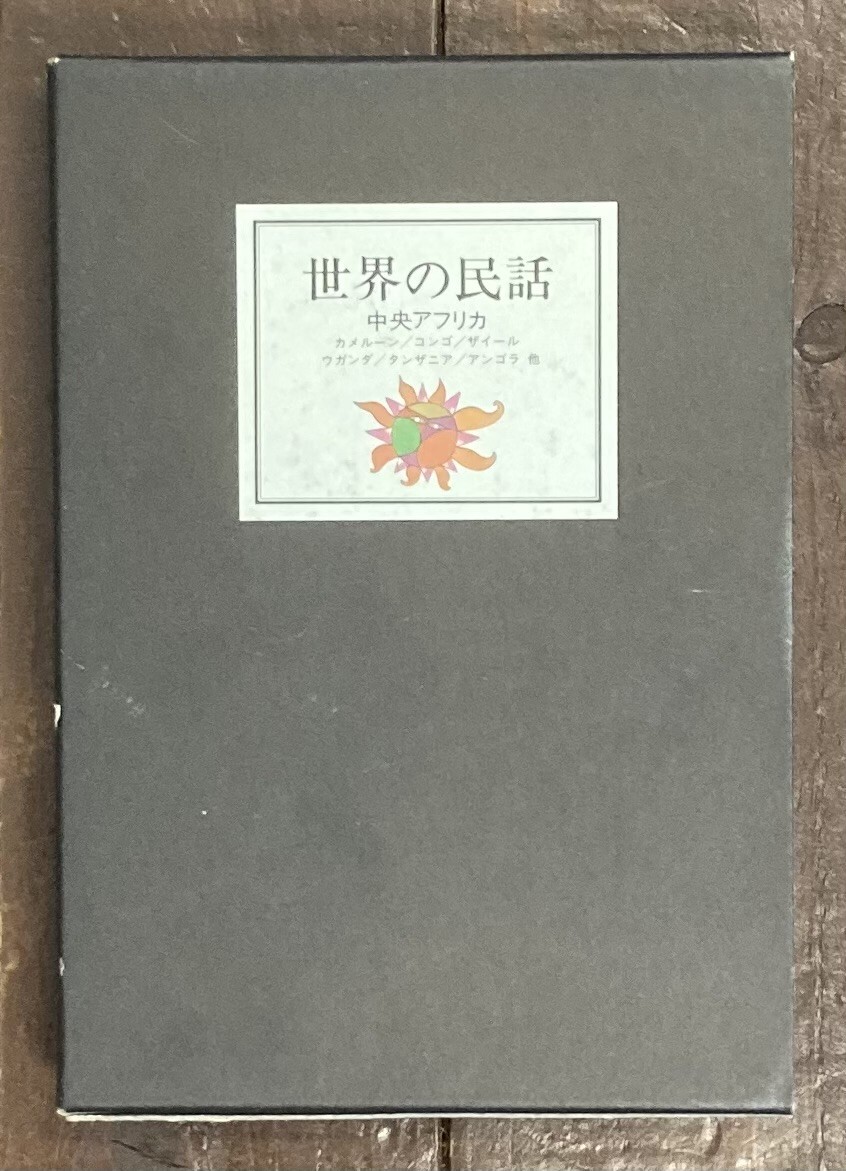 世界の民話
中央アフリカ
カメルーン/コンゴ/ザイール
ウガンダ/タンザニア/アンゴラ 他